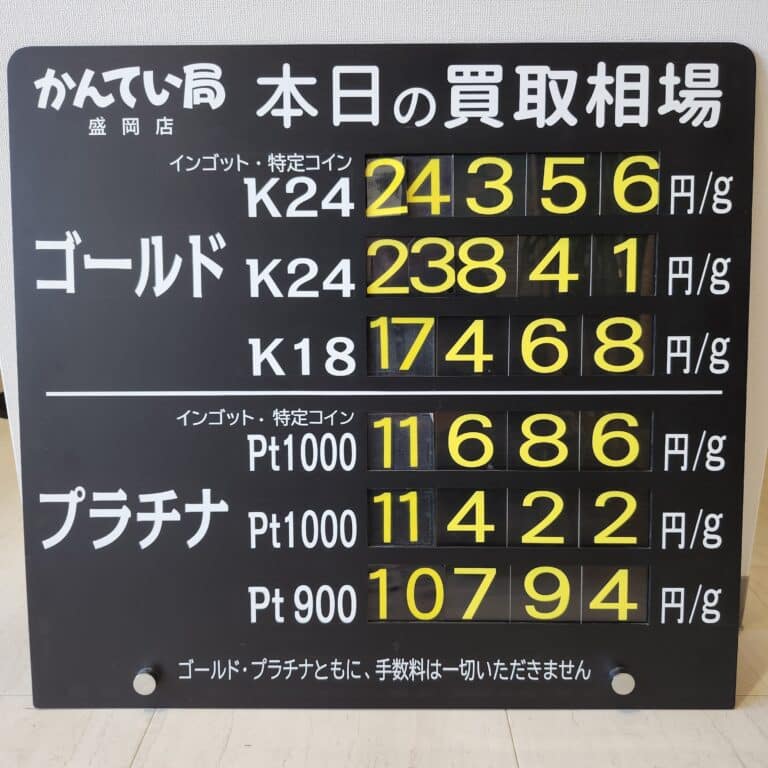 かんてい局 本日の買取相場
盛岡店
インゴット・特定コイン
K24 24356 円/g
ゴールド K24 23841 円/g
K18 17468 円/g
インゴット・特定コイン
Pt1000 11686 円/g
プラチナ Pt1000 11422 円/g
Pt900 10794 円/g
ゴールド・プラチナともに、手数料は一切いただきません